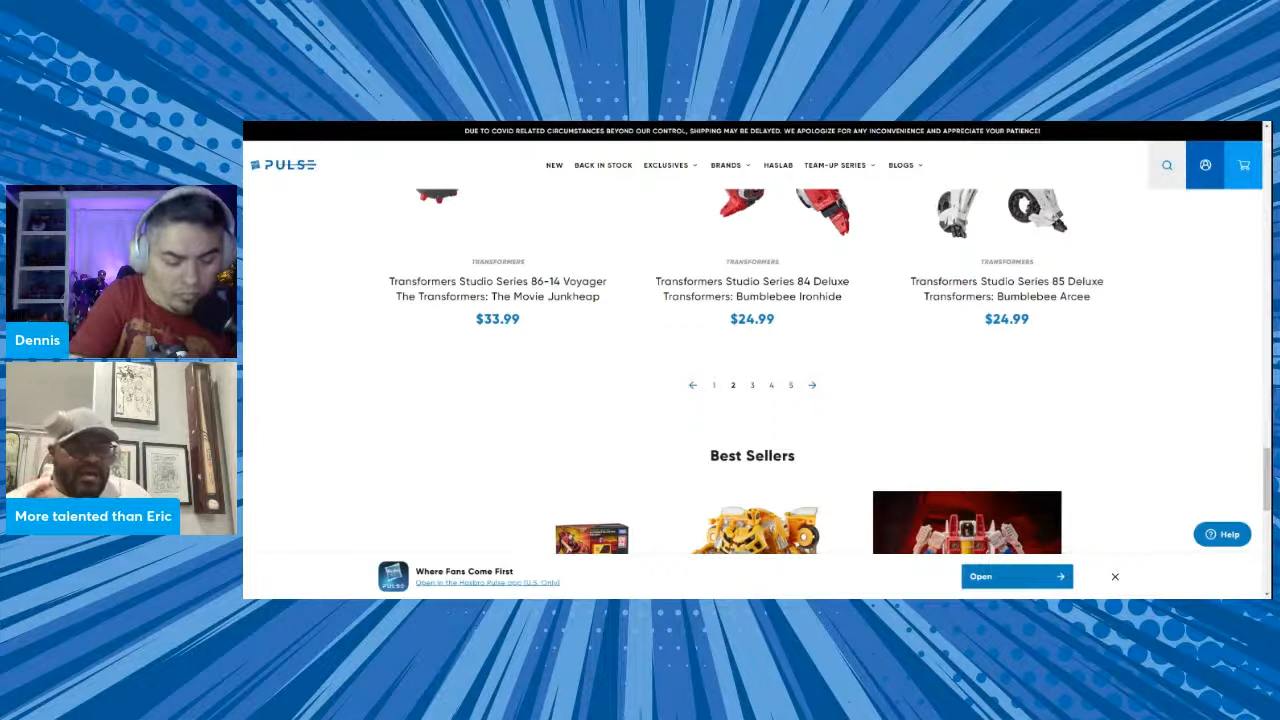 DUE TO COVID RELATED CIRCUMSTANCES BEYOND OUR CONTROL, SHIPPING MAY BE DELAYED. WE APOLOGIZE FOR ANY INCONVENIENCE AND APPRECIATE YOUR PATIENCE!
PULSE NEW BACK IN STOCK EXCLUSIVES BRANDS HASLAB TEAM-UP SERIES BLOGS
TRANSFORMERS TRANSFORMERS TRANSFORMERS
Transformers Studio Series 86-14 Voyager Transformers Studio Series 84 Deluxe Transformers Studio Series 85 Deluxe
The Transformers: The Movie Junkheap Transformers: Bumblebee Ironhide Transformers: Bumblebee Arcee
$33.99 $24.99 $24.99
Dennis
1 2 3 4 5
Best Sellers
More talented than Eric
Help
Where Fans Come First
Open in the Hasbro Pulse app (U.S. Only)
Open
PULSE